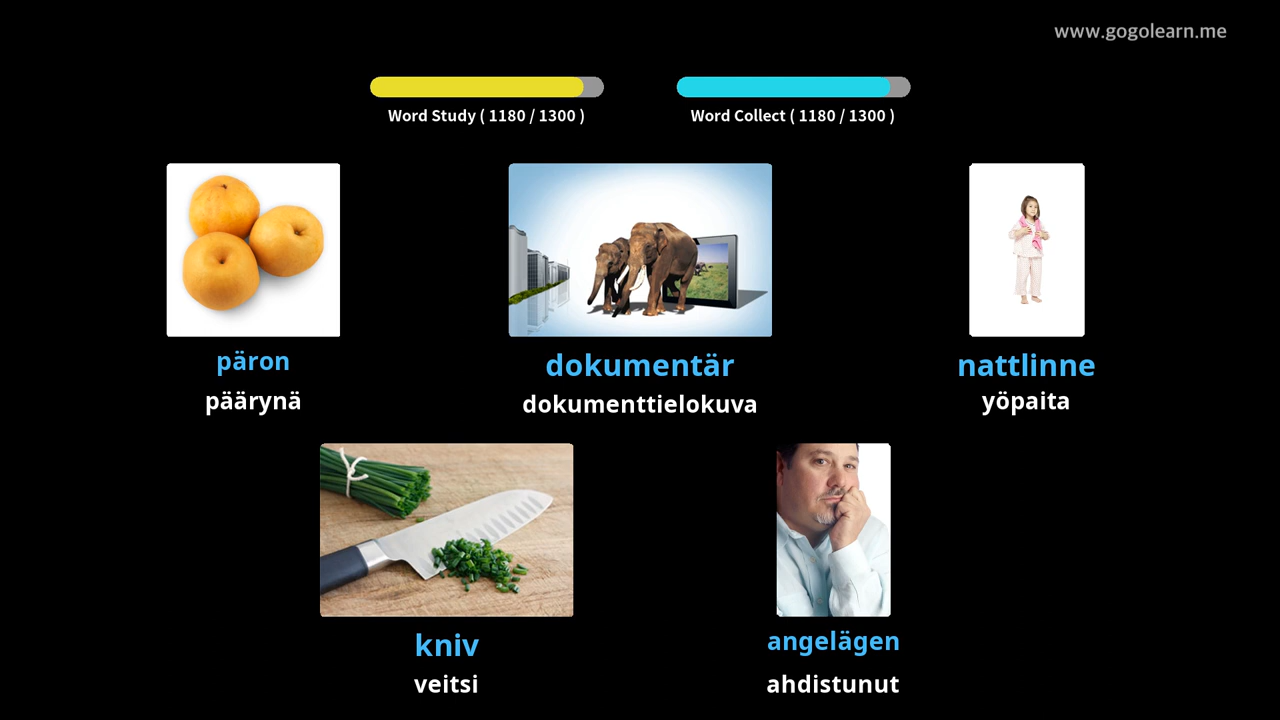 www.gogolearn.me
Word Study ( 1180 / 1300 )
Word Collect ( 1180 / 1300 )
päron
päärynä
dokumentär
dokumenttielokuva
nattlinne
yöpaita
kniv
veitsi
angelägen
ahdistunut